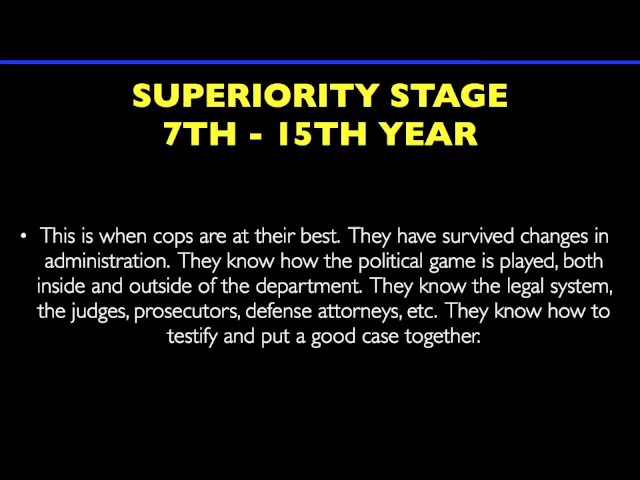 SUPERIORITY STAGE
7TH - 15TH YEAR
• This is when cops are at their best. They have survived changes in
administration. They know how the political game is played, both
inside and outside of the department. They know the legal system,
the judges, prosecutors, defense attorneys, etc. They know how to
testify and put a good case together.